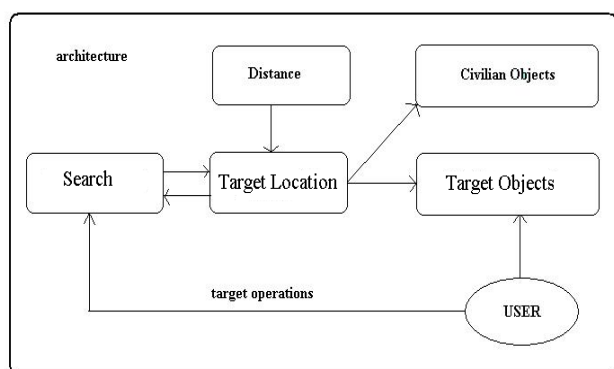 architecture
Distance
Civilian Objects
Search
Target Location
Target Objects
target operations
USER